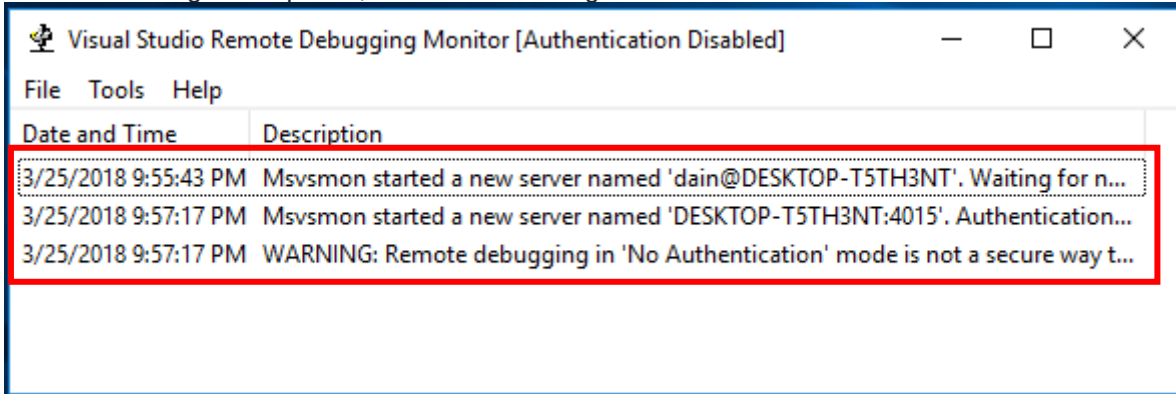 Visual Studio Remote Debugging Monitor [Authentication Disabled]
File Tools Help
Date and Time Description
3/25/2018 9:55:43 PM Msvsmon started a new server named 'dain@DESKTOP-T5TH3NT'. Waiting for n...
3/25/2018 9:57:17 PM Msvsmon started a new server named 'DESKTOP-T5TH3NT:4015'. Authentication...
3/25/2018 9:57:17 PM WARNING: Remote debugging in 'No Authentication' mode is not a secure way t...